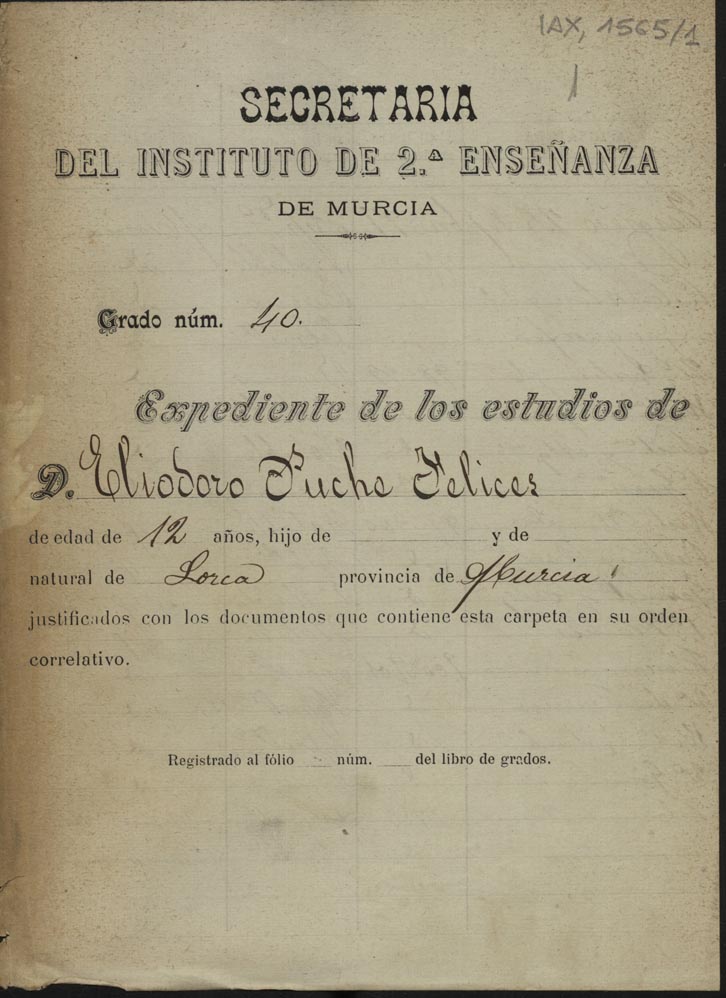 IAX, 1565/1
SECRETARIA
DEL INSTITUTO DE 2.ª ENSEÑANZA
DE MURCIA
Grado núm. 40.
Expediente de los estudios de
D. Eliodoro Puche Felices
de edad de 12 años, hijo de y de
natural de Lorca provincia de Murcia
justificados con los documentos que contiene esta carpeta en su orden
correlativo.
Registrado al fólio núm. del libro de grados.